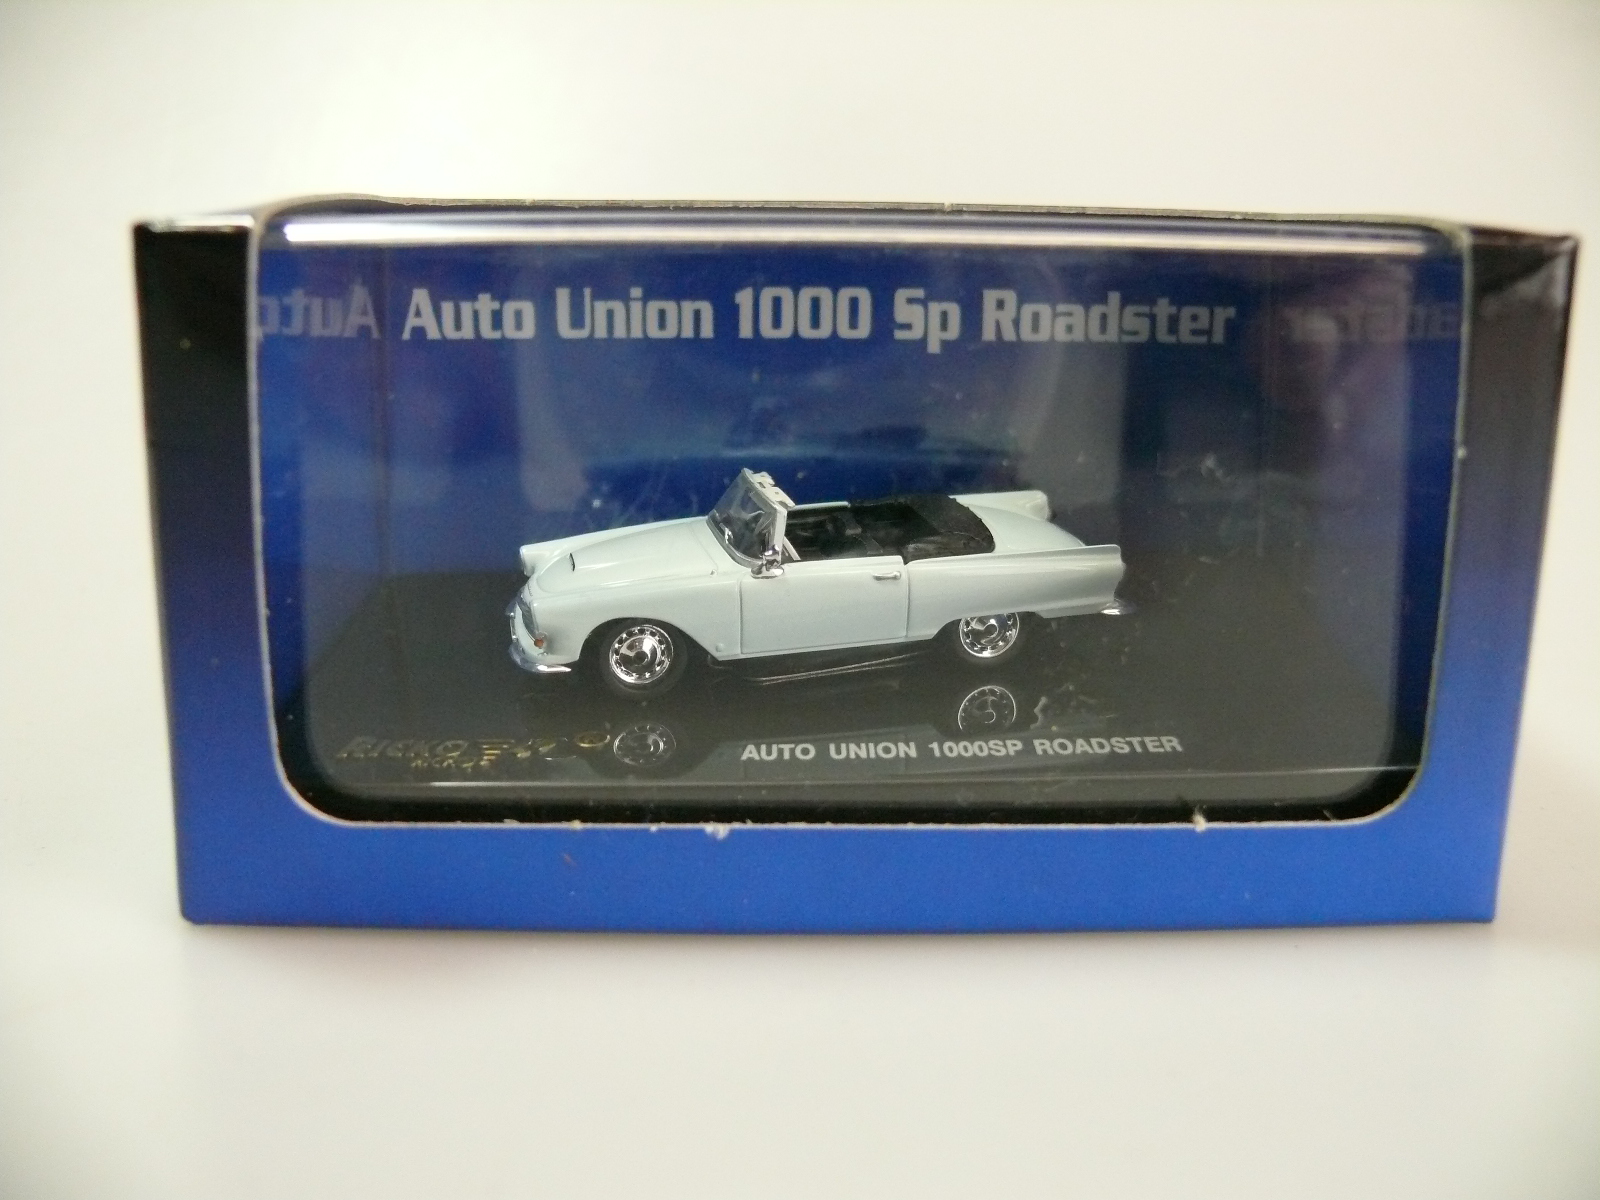 Auto Union 1000 Sp Roadster
RICKO
AUTO UNION 1000SP ROADSTER